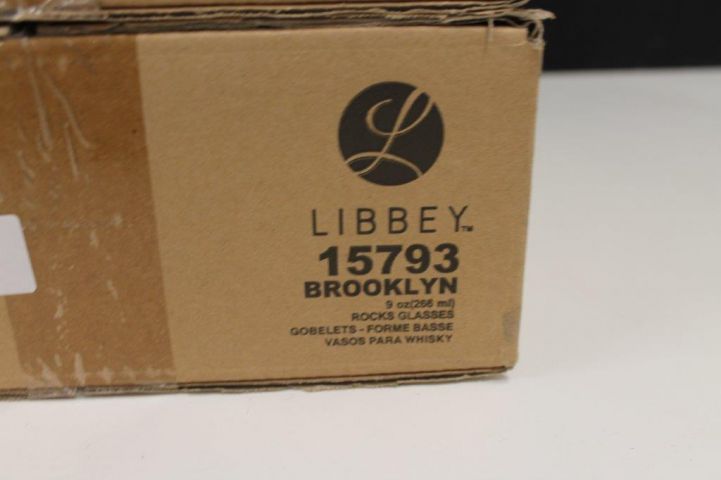 LIBBEY™
15793
BROOKLYN
9 oz(266 ml)
ROCKS GLASSES
GOBELETS - FORME BASSE
VASOS PARA WHISKY